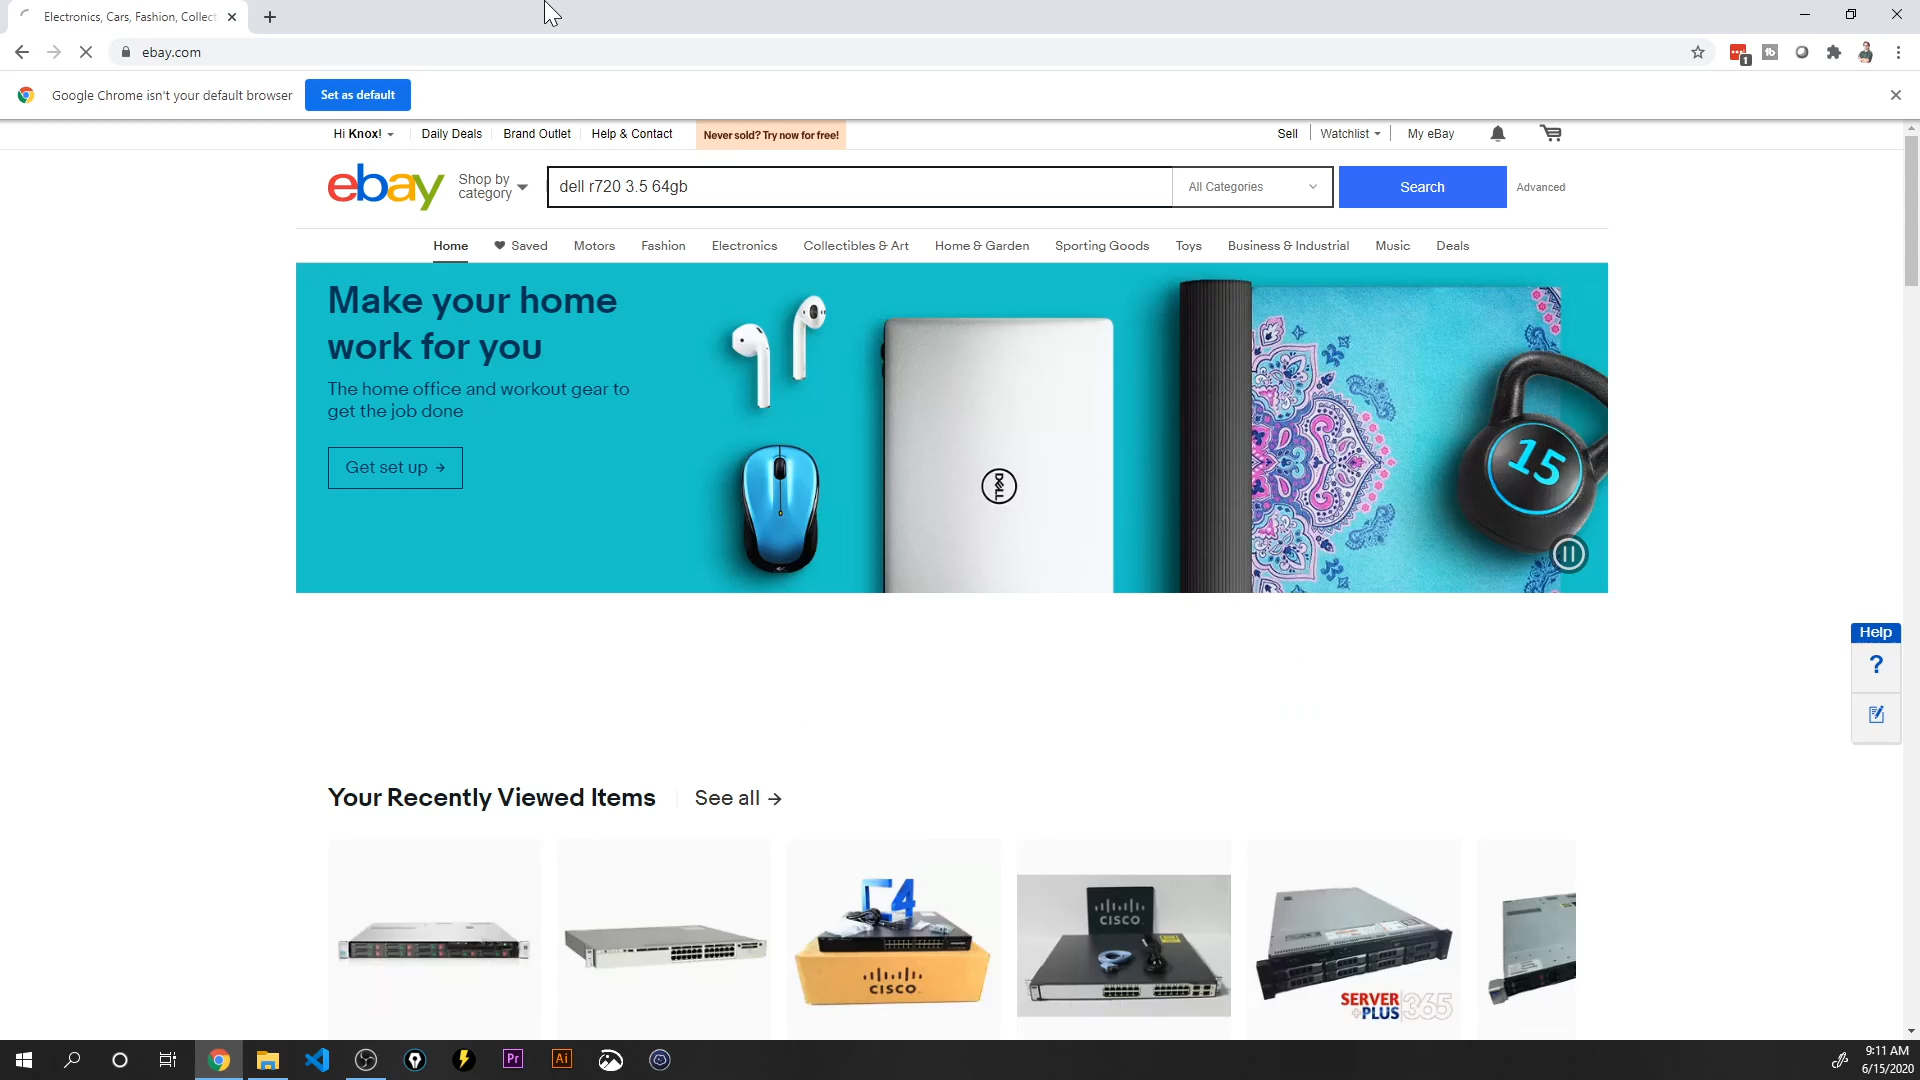 Electronics, Cars, Fashion, Collect
ebay.com
1
Google Chrome isn't your default browser
Set as default
Hi Knox!
Daily Deals
Brand Outlet
Help & Contact
Never sold? Try now for free!
Sell
Watchlist
My eBay
ebay
Shop by
category
dell r720 3.5 64gb
All Categories
Search
Advanced
Home
Saved
Motors
Fashion
Electronics
Collectibles & Art
Home & Garden
Sporting Goods
Toys
Business & Industrial
Music
Deals
Make your home
work for you
The home office and workout gear to
get the job done
Get set up →
DELL
15
Help
?
Your Recently Viewed Items
See all →
C4
CISCO
CISCO
SERVER
+PLUS 365
Pr
Ai
9:11 AM
6/15/2020